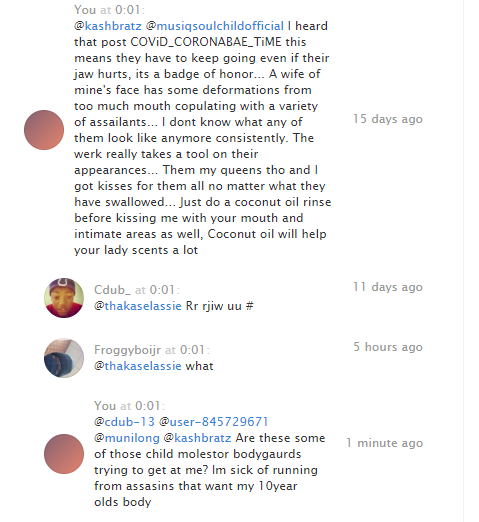 You at 0:01:
@kashbratz @musiqsoulchildofficial I heard
that post COViD_CORONABAE_TiME this
means they have to keep going even if their
jaw hurts, its a badge of honor... A wife of
mine's face has some deformations from
too much mouth copulating with a variety
of assailants... I dont know what any of
them look like anymore consistently. The
werk really takes a tool on their
appearances... Them my queens tho and I
got kisses for them all no matter what they
have swallowed... Just do a coconut oil rinse
before kissing me with your mouth and
intimate areas as well, Coconut oil will help
your lady scents a lot
15 days ago
Cdub_ at 0:01:
@thakaselassie Rr rjiw uu #
11 days ago
Froggyboijr at 0:01:
@thakaselassie what
5 hours ago
You at 0:01:
@cdub-13 @user-845729671
@munilong @kashbratz Are these some
of those child molestor bodygaurds
trying to get at me? Im sick of running
from assasins that want my 10year
olds body
1 minute ago